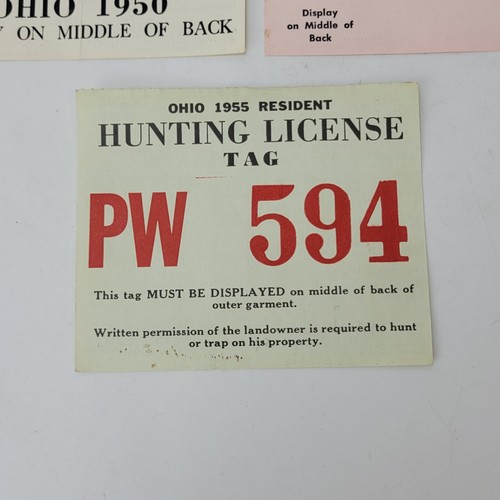 OHIO 1950
ON MIDDLE OF BACK
Display
on Middle of
Back
OHIO 1955 RESIDENT
HUNTING LICENSE
TAG
PW 594
This tag MUST BE DISPLAYED on middle of back of
outer garment.
Written permission of the landowner is required to hunt
or trap on his property.